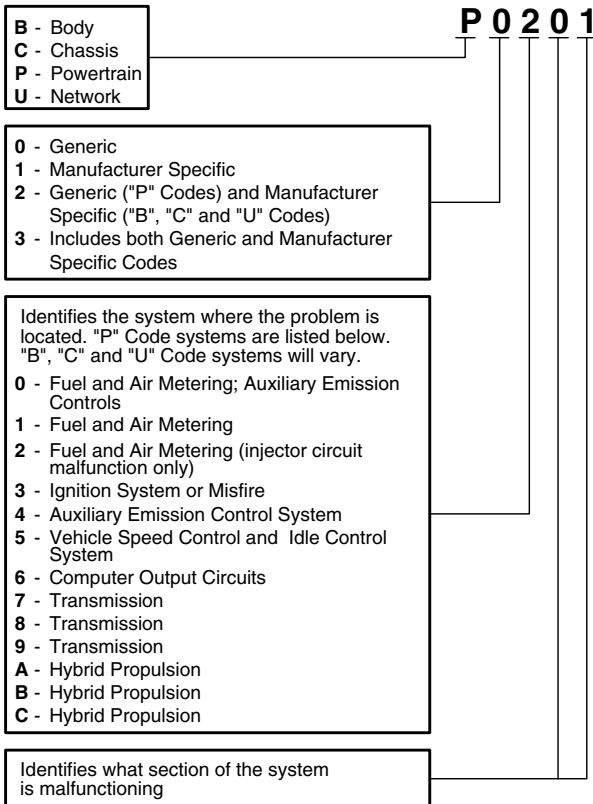 P 0 2 0 1
B - Body
C - Chassis
P - Powertrain
U - Network
0 - Generic
1 - Manufacturer Specific
2 - Generic ("P" Codes) and Manufacturer
Specific ("B", "C" and "U" Codes)
3 - Includes both Generic and Manufacturer
Specific Codes
Identifies the system where the problem is
located. "P" Code systems are listed below.
"B", "C" and "U" Code systems will vary.
0 - Fuel and Air Metering; Auxiliary Emission
Controls
1 - Fuel and Air Metering
2 - Fuel and Air Metering (injector circuit
malfunction only)
3 - Ignition System or Misfire
4 - Auxiliary Emission Control System
5 - Vehicle Speed Control and Idle Control
System
6 - Computer Output Circuits
7 - Transmission
8 - Transmission
9 - Transmission
A - Hybrid Propulsion
B - Hybrid Propulsion
C - Hybrid Propulsion
Identifies what section of the system
is malfunctioning